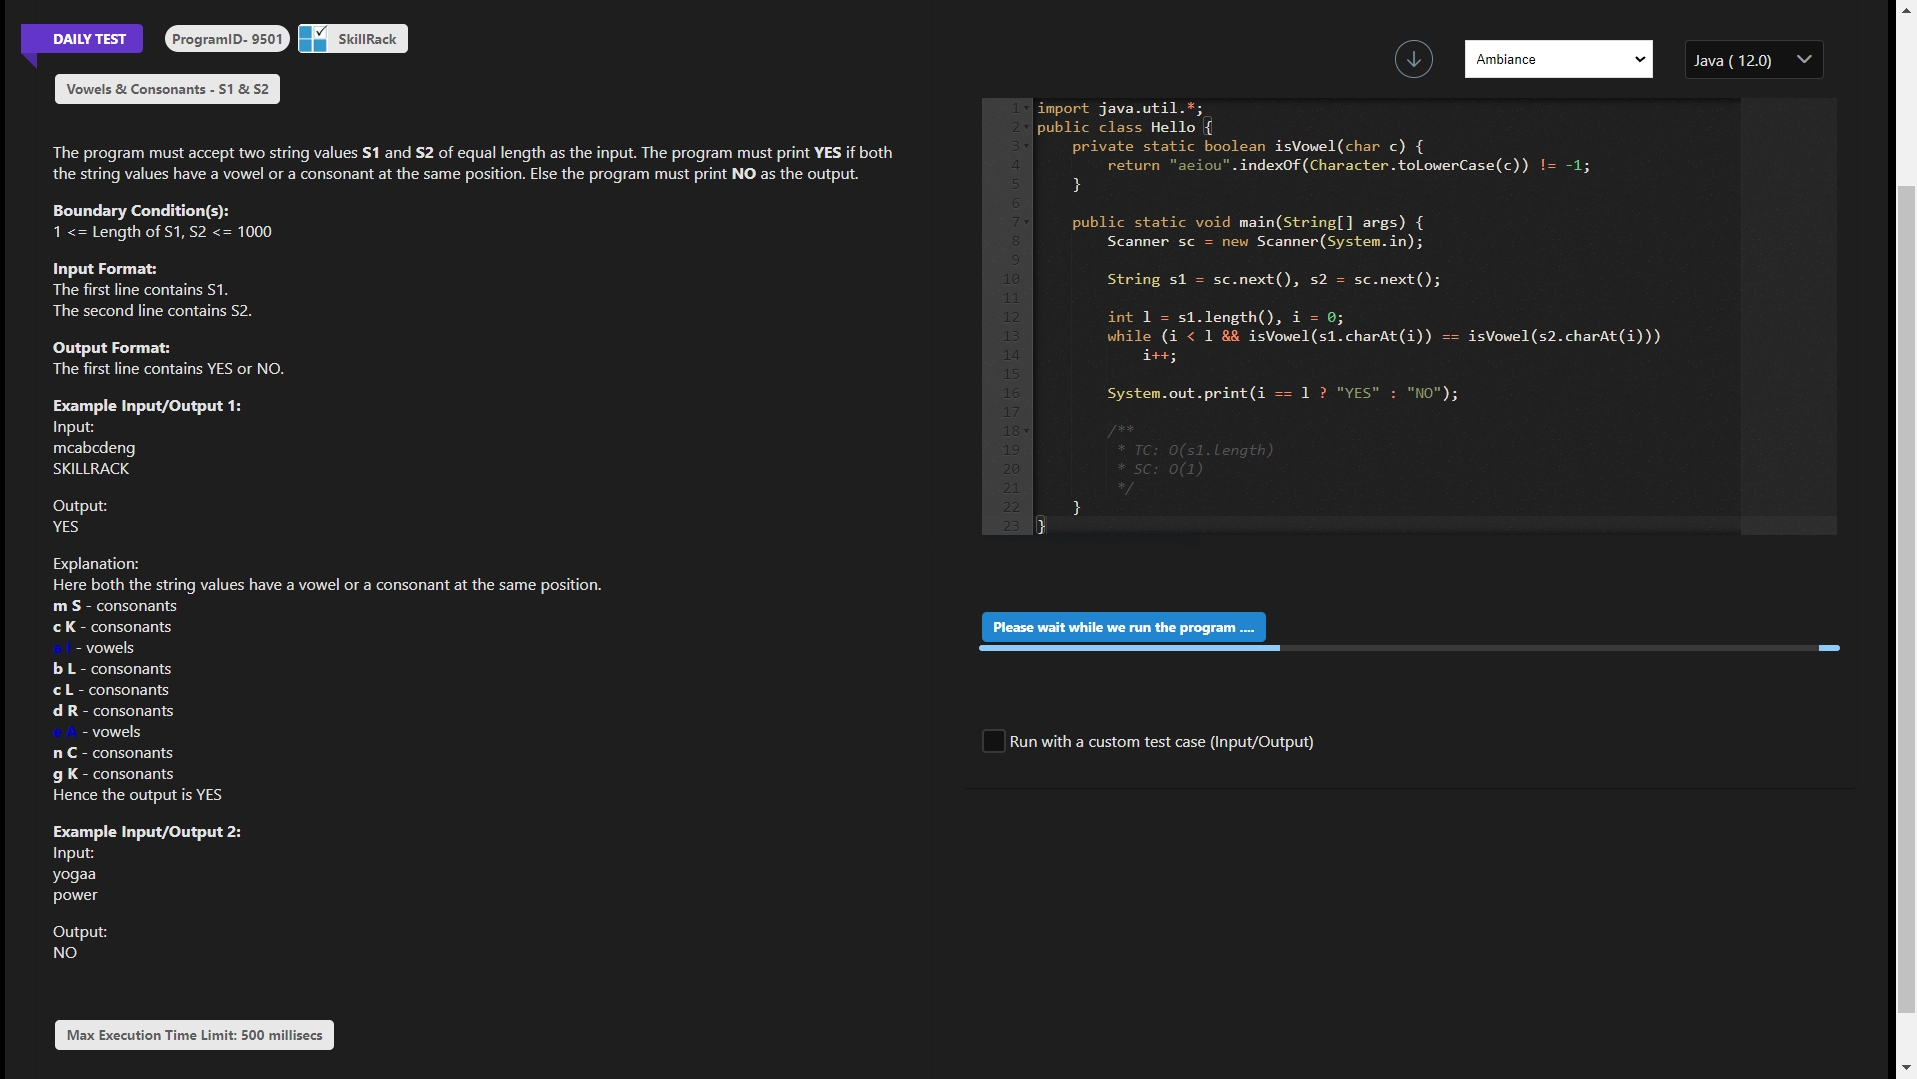 DAILY TEST
ProgramID- 9501
SkillRack
Vowels & Consonants - S1 & S2
The program must accept two string values S1 and S2 of equal length as the input. The program must print YES if both
the string values have a vowel or a consonant at the same position. Else the program must print NO as the output.
Boundary Condition(s):
1 <= Length of S1, S2 <= 1000
Input Format:
The first line contains S1.
The second line contains S2.
Output Format:
The first line contains YES or NO.
Example Input/Output 1:
Input:
mcabcdeng
SKILLRACK
Output:
YES
Explanation:
Here both the string values have a vowel or a consonant at the same position.
m S - consonants
c K - consonants
a I - vowels
b L - consonants
c L - consonants
d R - consonants
e A - vowels
n C - consonants
g K - consonants
Hence the output is YES
Example Input/Output 2:
Input:
yogaa
power
Output:
NO
Max Execution Time Limit: 500 millisecs
Ambiance
Java ( 12.0)
1 import java.util.*;
2 public class Hello {
3 private static boolean isVowel(char c) {
4 return "aeiou".indexOf(Character.toLowerCase(c)) != -1;
5 }
6
7 public static void main(String[] args) {
8 Scanner sc = new Scanner(System.in);
9
10 String s1 = sc.next(), s2 = sc.next();
11
12 int l = s1.length(), i = 0;
13 while (i < l && isVowel(s1.charAt(i)) == isVowel(s2.charAt(i)))
14 i++;
15
16 System.out.print(i == l ? "YES" : "NO");
17
18 /**
19 * TC: O(s1.length)
20 * SC: O(1)
21 */
22 }
23 }
Please wait while we run the program ....
Run with a custom test case (Input/Output)